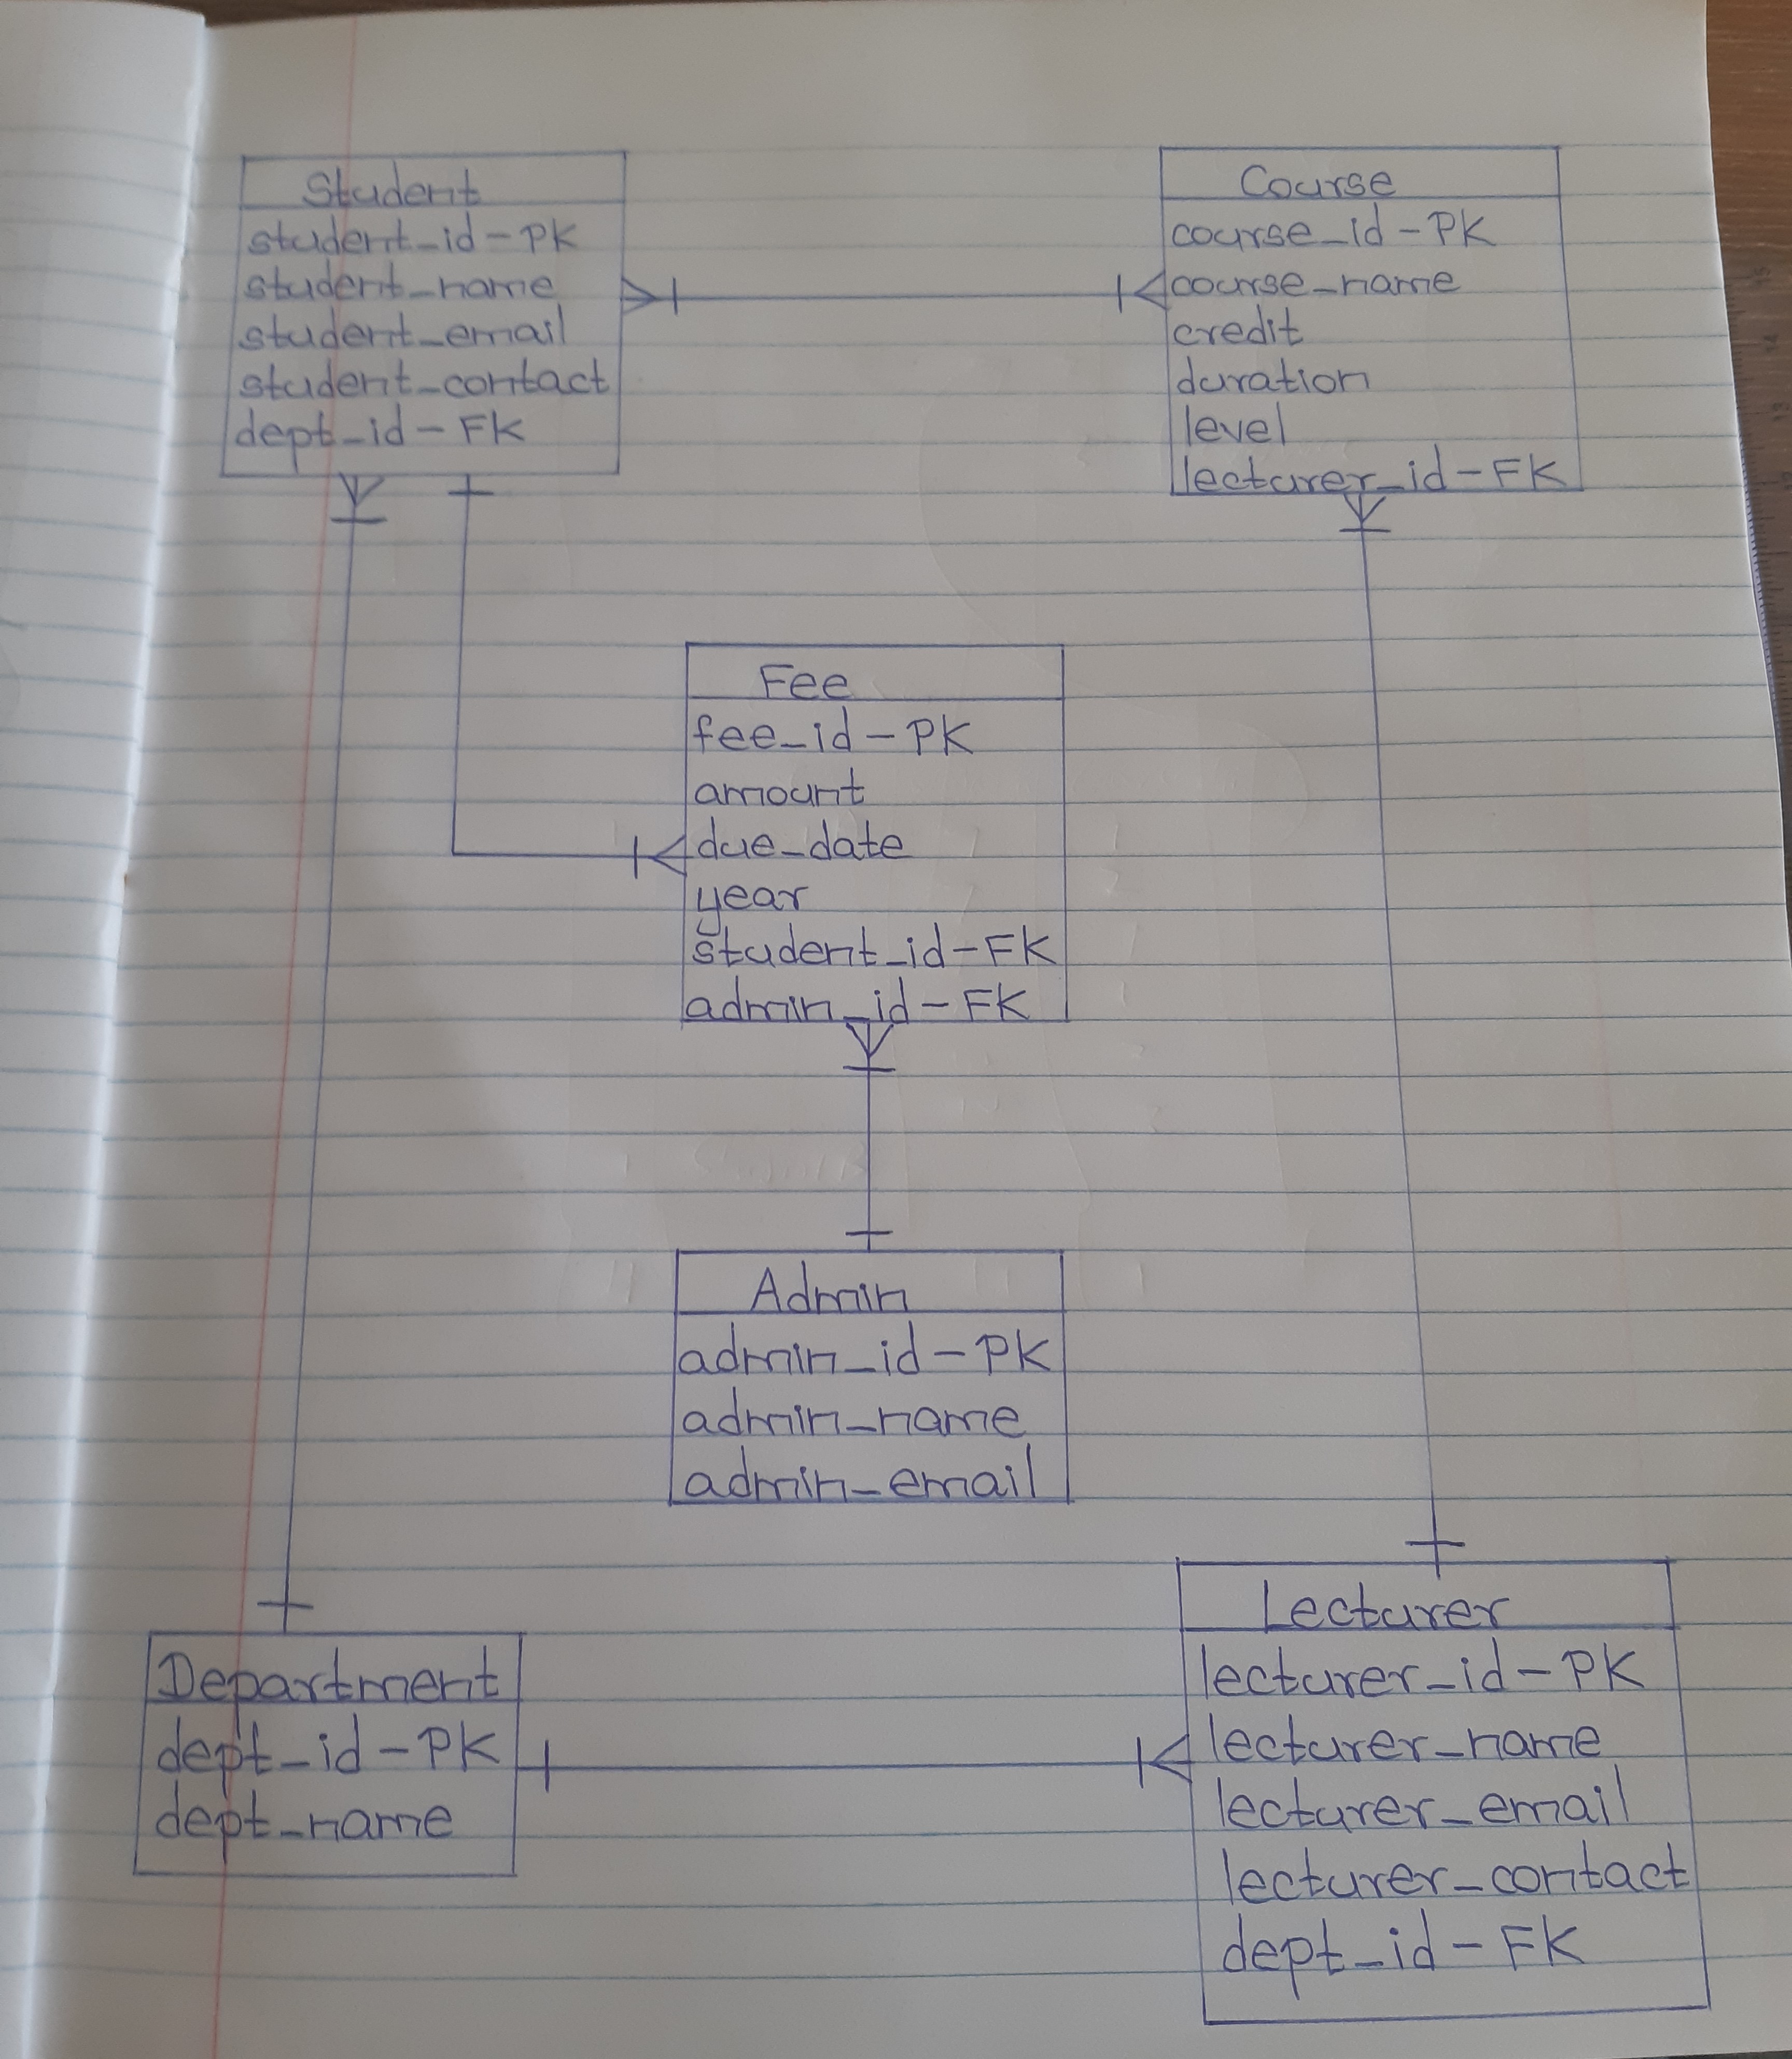 Student
student_id - PK
student_name
student_email
student_contact
dept_id - FK
Course
course_id - PK
course_name
credit
duration
level
lecturer_id - FK
Fee
fee_id - PK
amount
due_date
year
student_id - FK
admin_id - FK
Admin
admin_id - PK
admin_name
admin_email
Department
dept_id - PK
dept_name
Lecturer
lecturer_id - PK
lecturer_name
lecturer_email
lecturer_contact
dept_id - FK